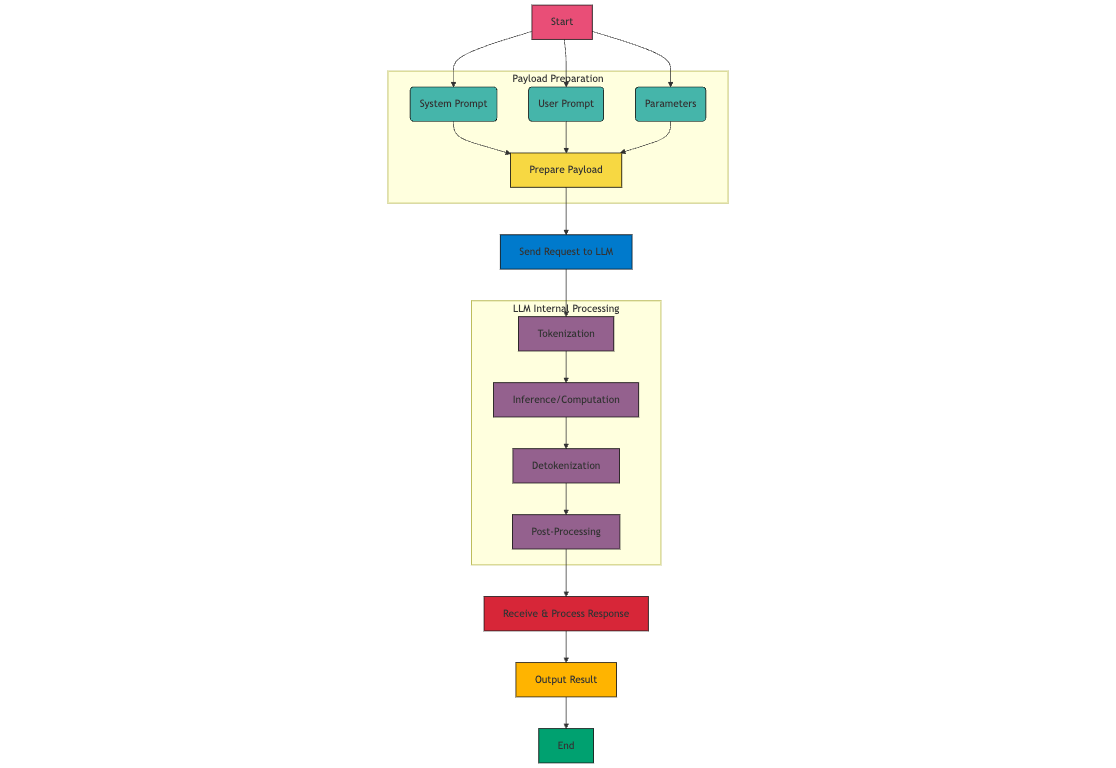 Start
Payload Preparation
System Prompt
User Prompt
Parameters
Prepare Payload
Send Request to LLM
LLM Internal Processing
Tokenization
Inference/Computation
Detokenization
Post-Processing
Receive & Process Response
Output Result
End